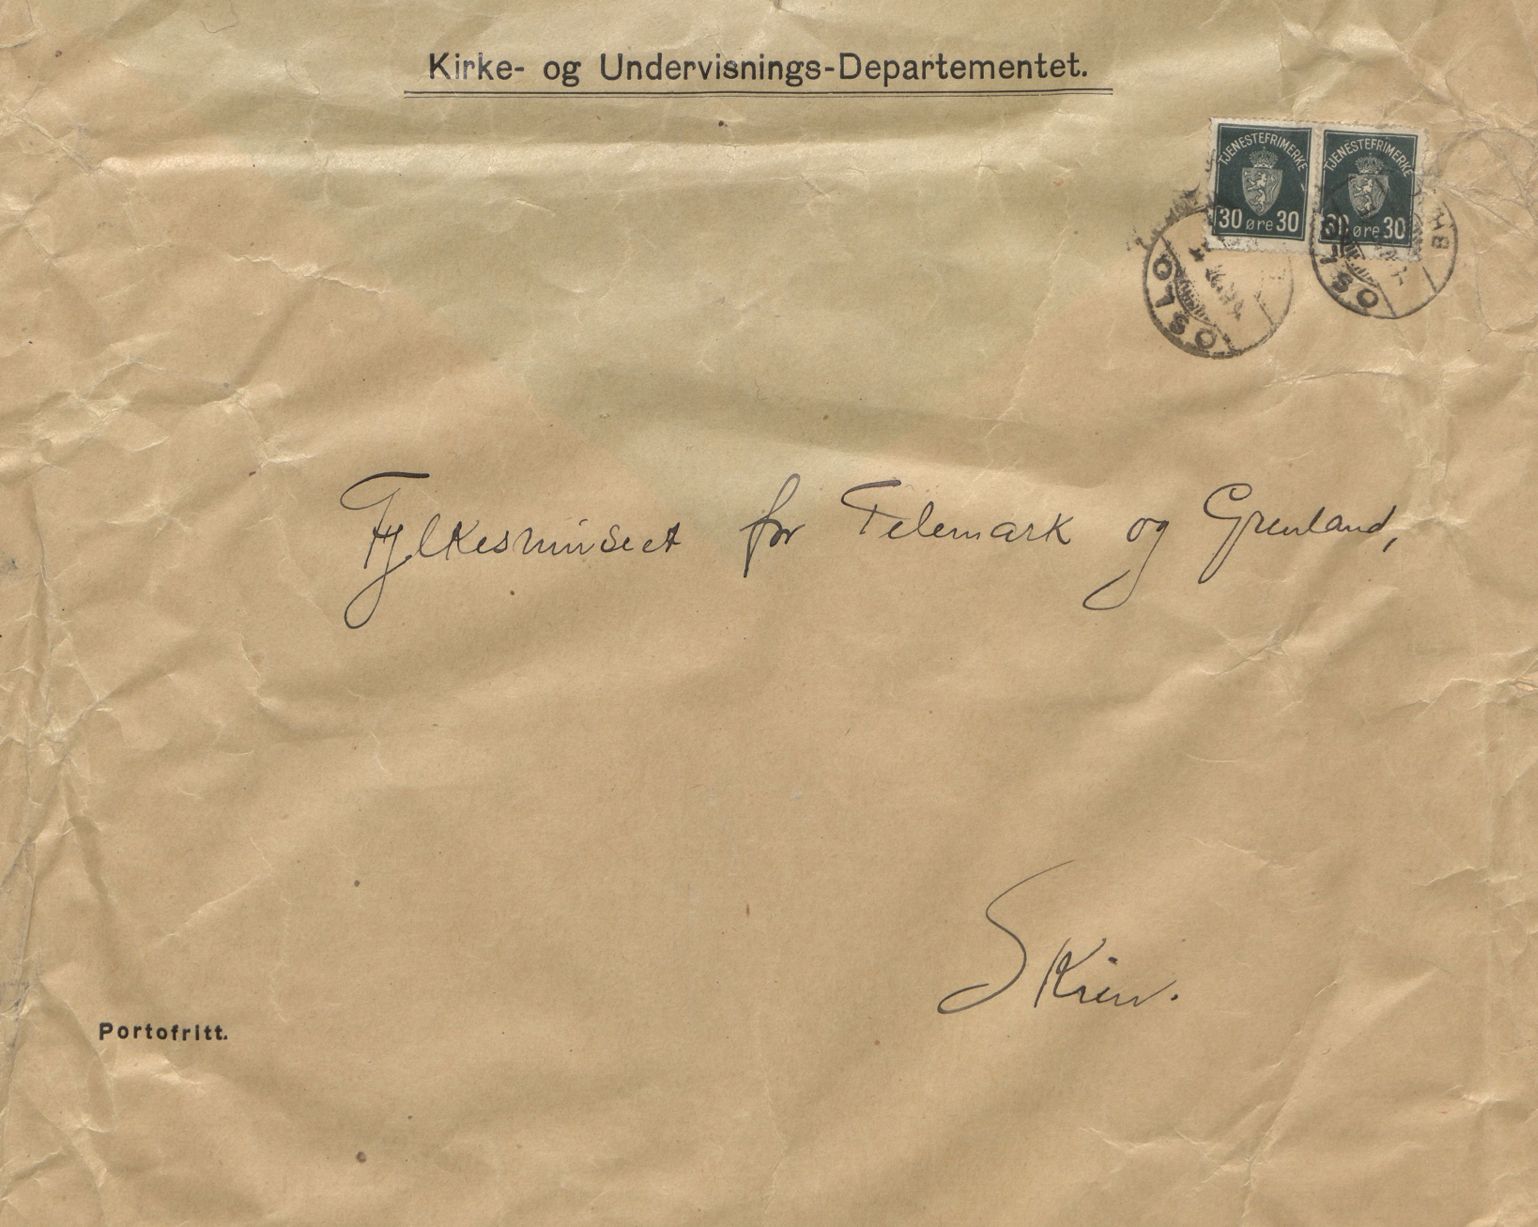 Kirke- og Undervisnings-Departementet.
TJENESTEFRIMERKE TJENESTEFRIMERKE
30 øre 30 30 øre 30
OSLO OSLO
Fylkesmuseet for Telemark og Grenland,
Skien.
Portofritt.